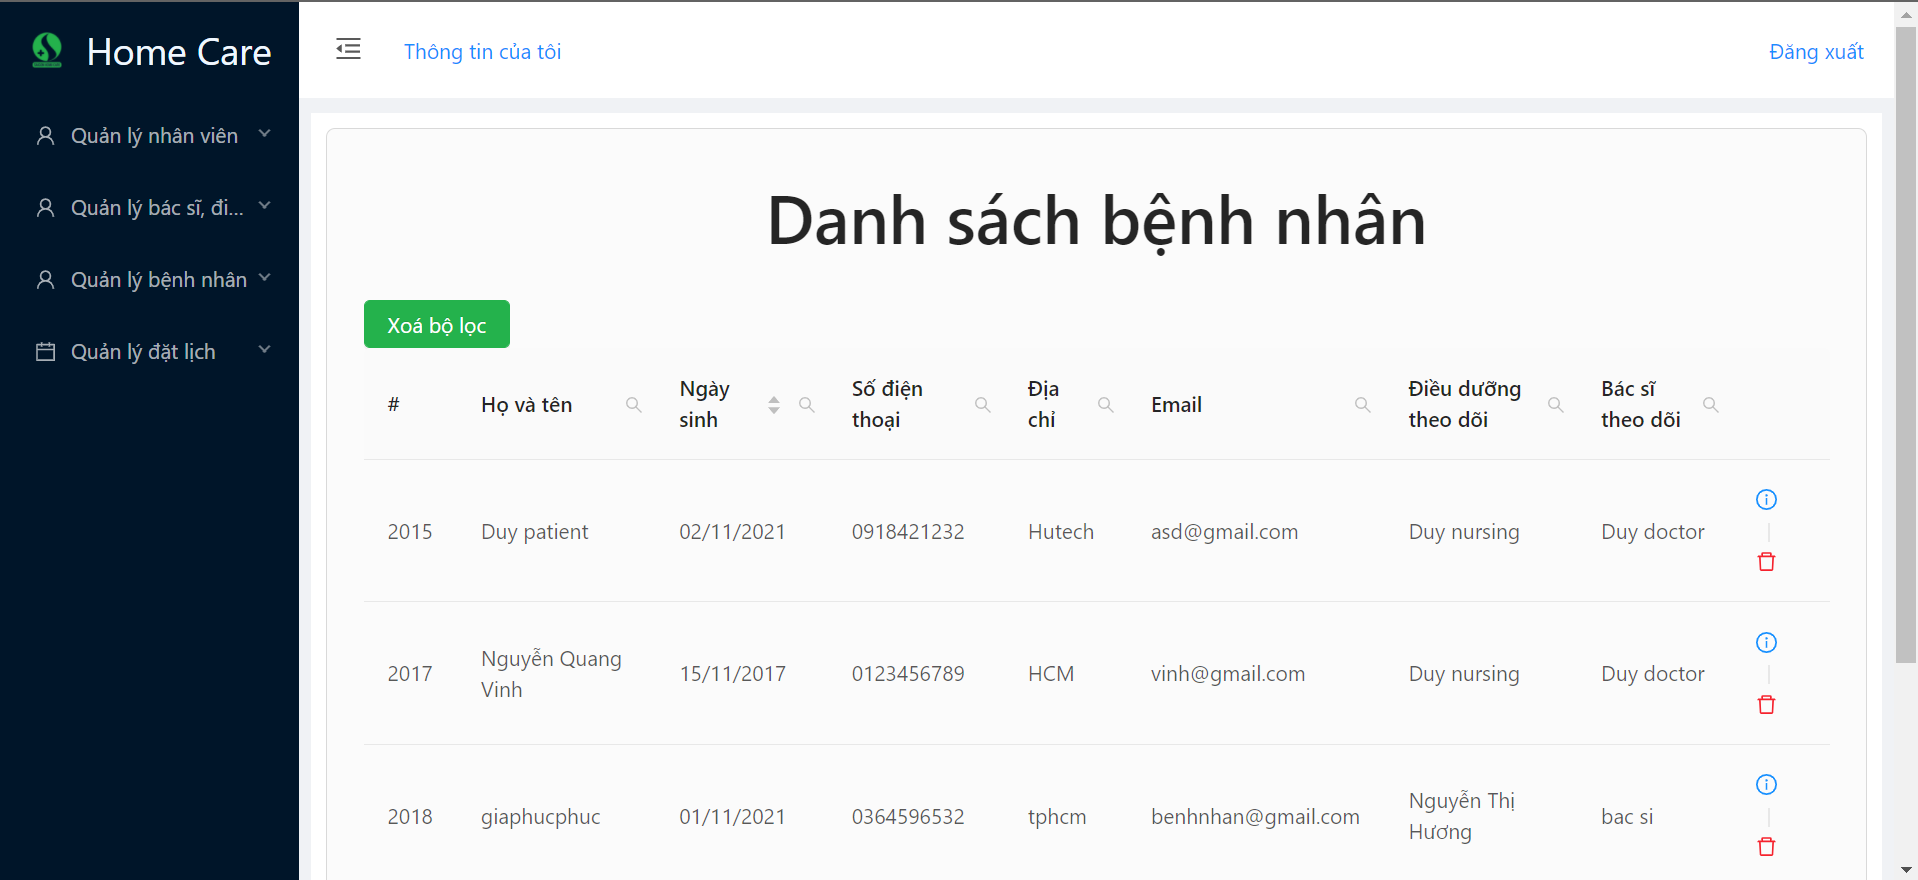 Home Care
Thông tin của tôi
Đăng xuất
Quản lý nhân viên
Quản lý bác sĩ, đi...
Quản lý bệnh nhân
Quản lý đặt lịch
Danh sách bệnh nhân
Xoá bộ lọc
# Họ và tên Ngày sinh Số điện thoại Địa chỉ Email Điều dưỡng theo dõi Bác sĩ theo dõi
2015 Duy patient 02/11/2021 0918421232 Hutech asd@gmail.com Duy nursing Duy doctor
2017 Nguyễn Quang Vinh 15/11/2017 0123456789 HCM vinh@gmail.com Duy nursing Duy doctor
2018 giaphucphuc 01/11/2021 0364596532 tphcm benhnhan@gmail.com Nguyễn Thị Hương bac si